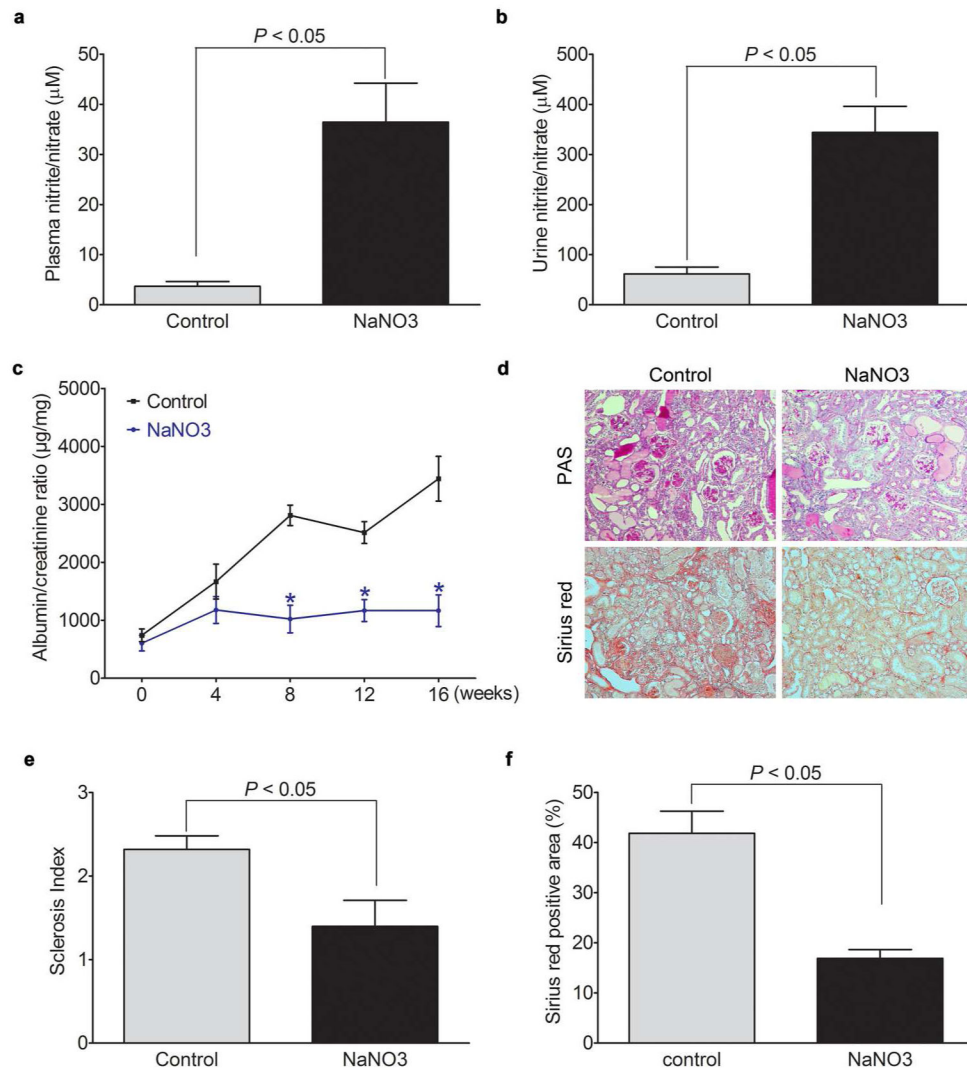 a
P < 0.05
Plasma nitrite/nitrate (μM)
50
40
30
20
10
0
Control
NaNO3
b
P < 0.05
Urine nitrite/nitrate (μM)
500
400
300
200
100
0
Control
NaNO3
c
Albumin/creatinine ratio (μg/mg)
5000
4000
3000
2000
1000
0
Control
NaNO3
*
*
*
0
4
8
12
16 (weeks)
d
Control
NaNO3
PAS
Sirius red
e
P < 0.05
Sclerosis Index
3
2
1
0
Control
NaNO3
f
P < 0.05
Sirius red positive area (%)
50
40
30
20
10
0
control
NaNO3